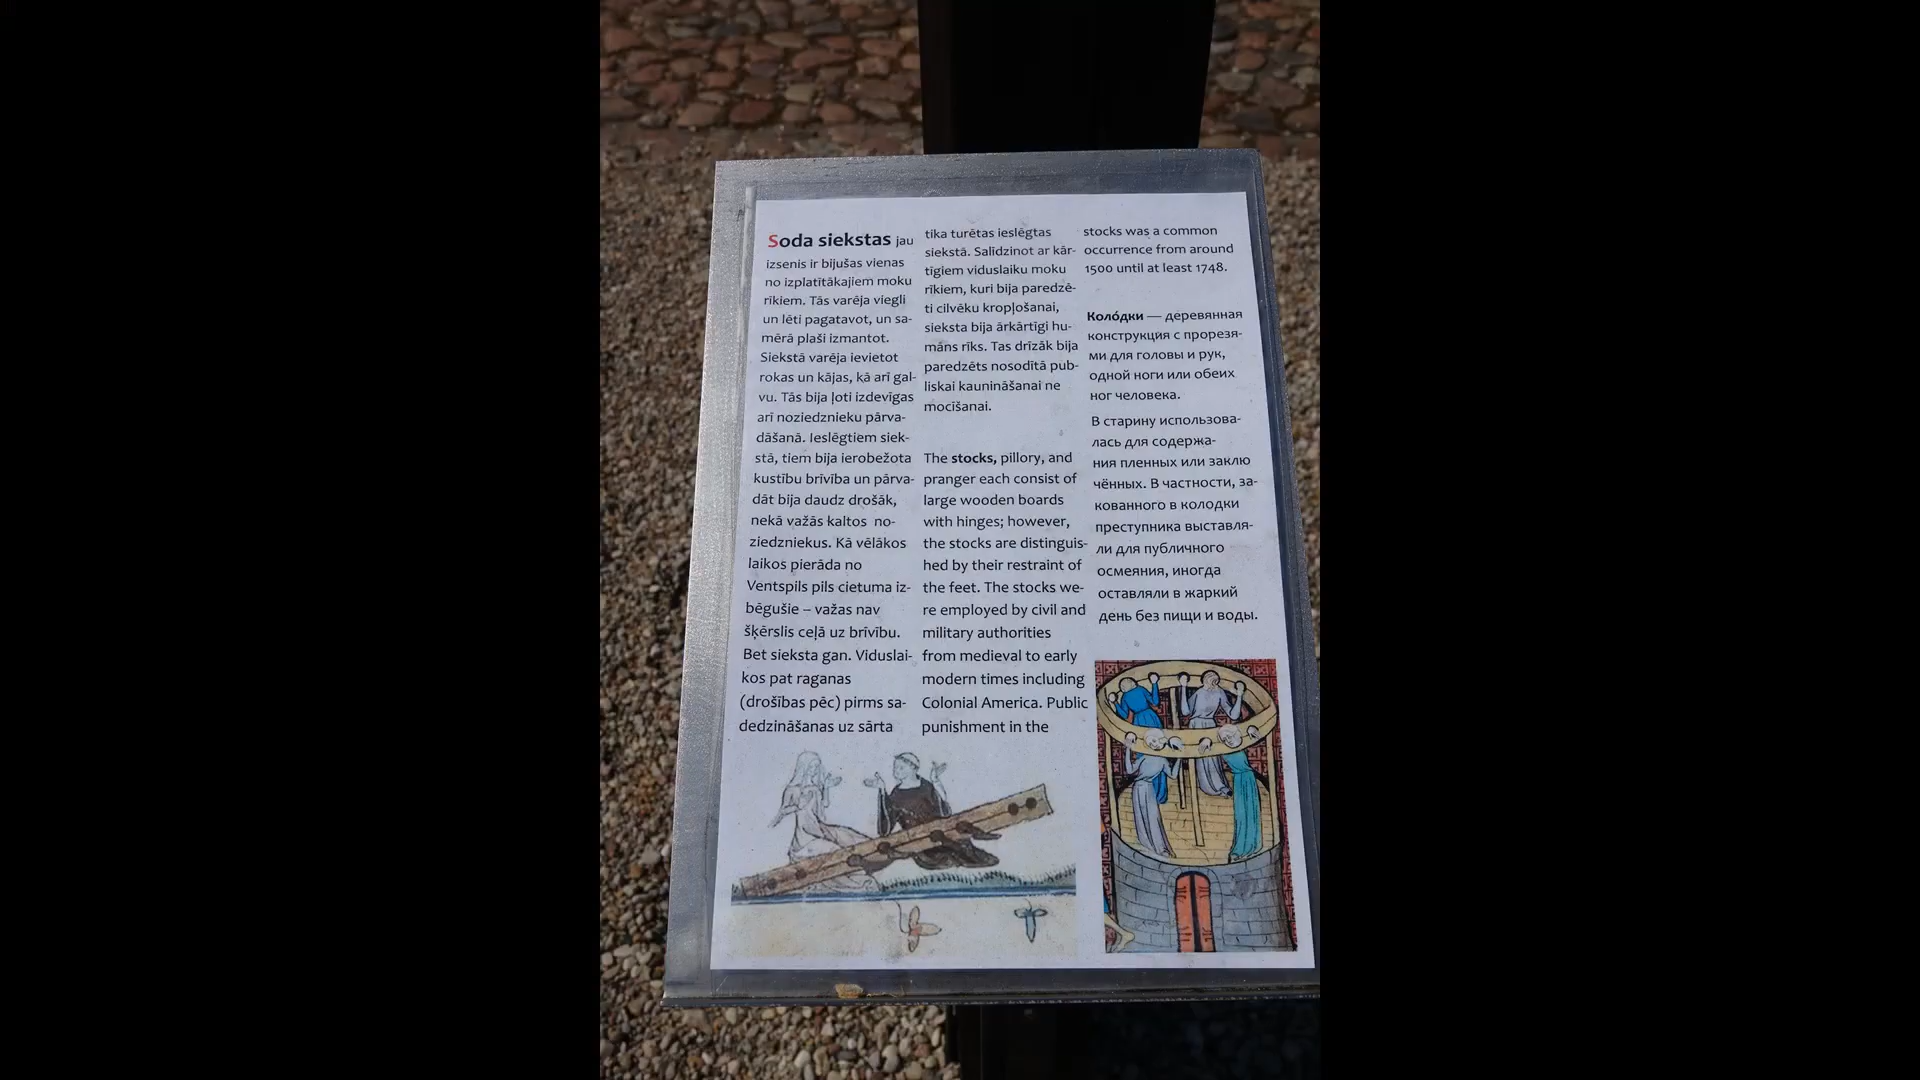 Soda siekstas jau
izsenis ir bijušas vienas
no izplatītākajiem moku
rīkiem. Tās varēja viegli
un lēti pagatavot, un sa-
mērā plaši izmantot.
Siekstā varēja ievietot
rokas un kājas, kā arī gal-
vu. Tās bija ļoti izdevīgas
arī noziedznieku pārva-
dāšanā. Ieslēgtiem siek-
stā, tiem bija ierobežota
kustību brīvība un pārva-
dāt bija daudz drošāk,
nekā važās kaltos no-
ziedzniekus. Kā vēlākos
laikos pierāda no
Ventspils pils cietuma iz-
bēgušie – važas nav
šķērslis ceļā uz brīvību.
Bet sieksta gan. Viduslai-
kos pat raganas
(drošības pēc) pirms sa-
dedzināšanas uz sārta
tika turētas ieslēgtas
siekstā. Salīdzinot ar kār-
tīgiem viduslaiku moku
rīkiem, kuri bija paredzē-
ti cilvēku kropļošanai,
sieksta bija ārkārtīgi hu-
māns rīks. Tas drīzāk bija
paredzēts nosodītā pub-
liskai kaunināšanai ne
mocīšanai.
The stocks, pillory, and
pranger each consist of
large wooden boards
with hinges; however,
the stocks are distinguis-
hed by their restraint of
the feet. The stocks we-
re employed by civil and
military authorities
from medieval to early
modern times including
Colonial America. Public
punishment in the
stocks was a common
occurrence from around
1500 until at least 1748.
Коло́дки — деревянная
конструкция с прорезя-
ми для головы и рук,
одной ноги или обеих
ног человека.
В старину использова-
лась для содержа-
ния пленных или заклю
чённых. В частности, за-
кованного в колодки
преступника выставля-
ли для публичного
осмеяния, иногда
оставляли в жаркий
день без пищи и воды.